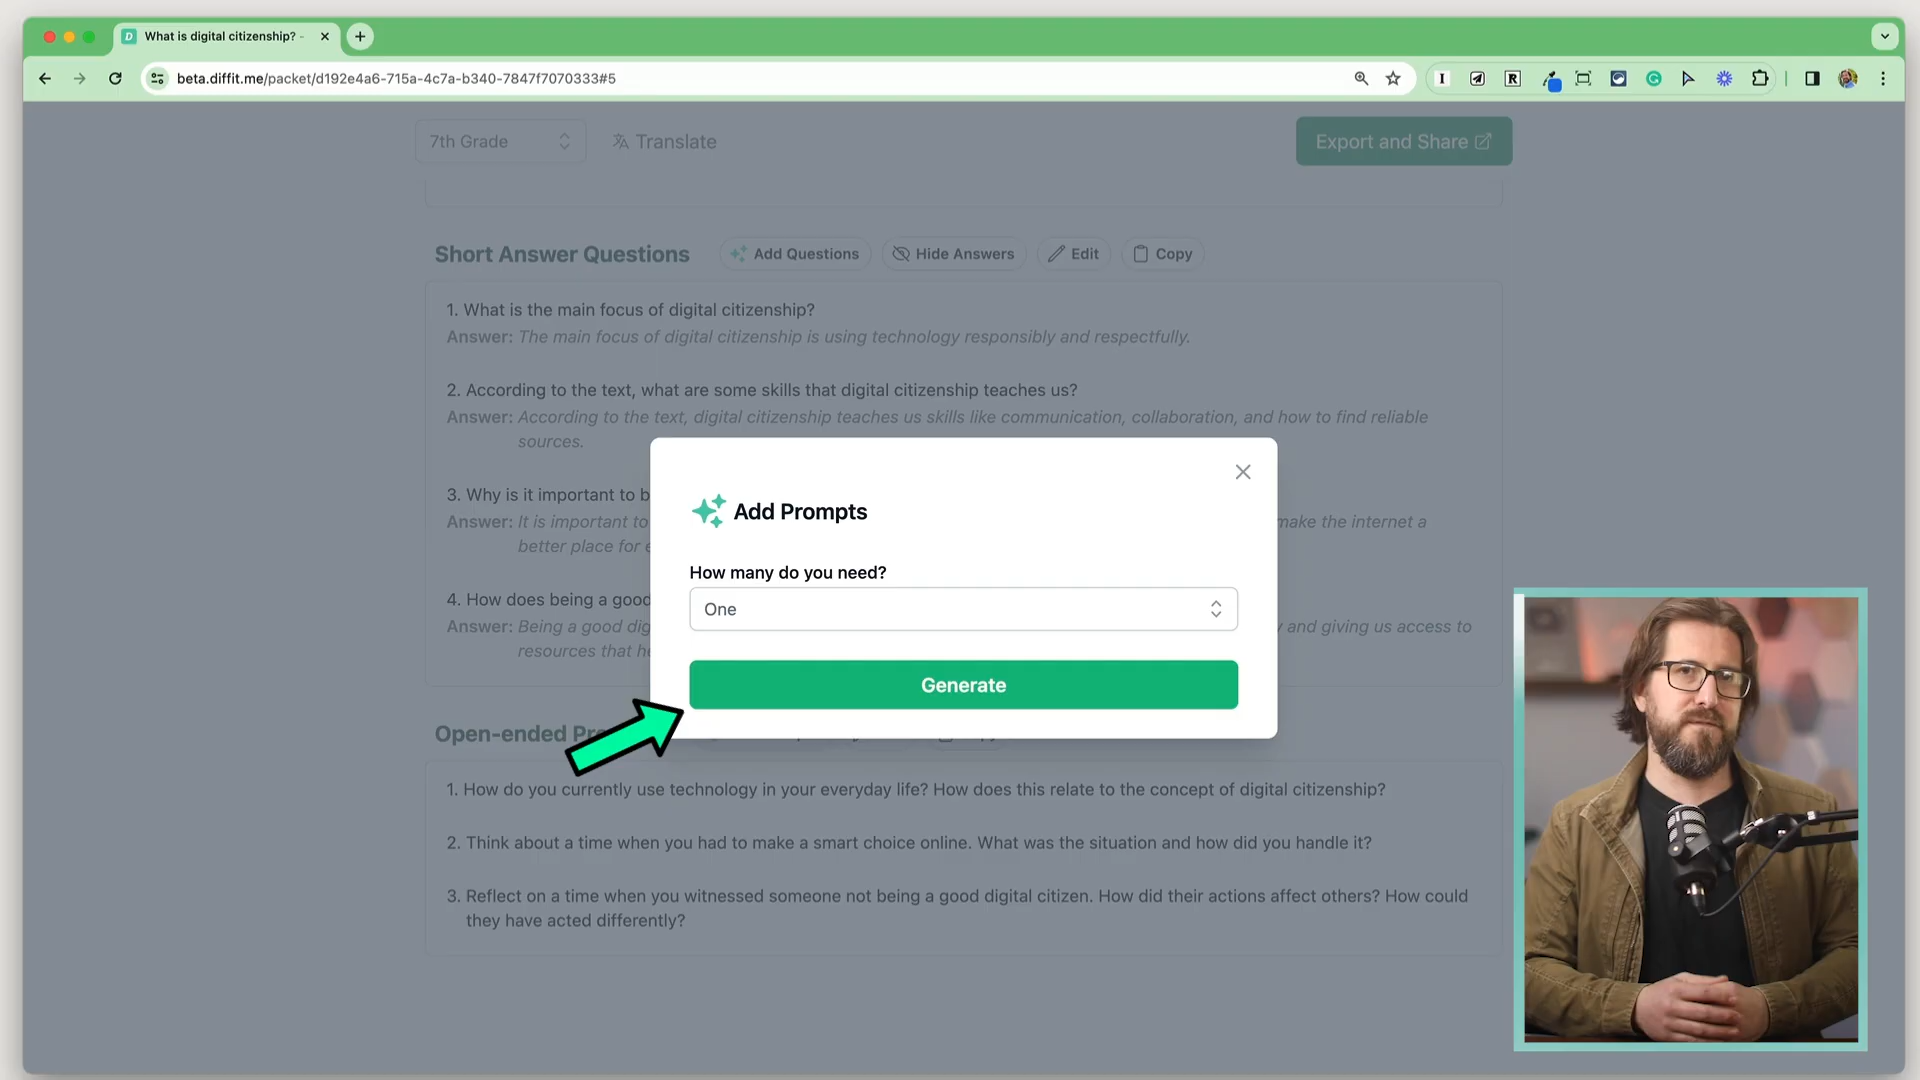 What is digital citizenship? -
beta.diffit.me/packet/d192e4a6-715a-4c7a-b340-7847f7070333#5
7th Grade
Translate
Export and Share
Short Answer Questions
Add Questions
Hide Answers
Edit
Copy
1. What is the main focus of digital citizenship?
Answer: The main focus of digital citizenship is using technology responsibly and respectfully.
2. According to the text, what are some skills that digital citizenship teaches us?
Answer: According to the text, digital citizenship teaches us skills like communication, collaboration, and how to find reliable
sources.
3. Why is it important to b
Answer: It is important to make the internet a
better place for
4. How does being a good
Answer: Being a good dig and giving us access to
resources that
Add Prompts
How many do you need?
One
Generate
Open-ended Pr
1. How do you currently use technology in your everyday life? How does this relate to the concept of digital citizenship?
2. Think about a time when you had to make a smart choice online. What was the situation and how did you handle it?
3. Reflect on a time when you witnessed someone not being a good digital citizen. How did their actions affect others? How could
they have acted differently?